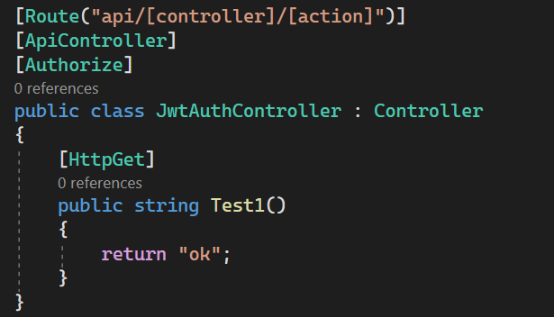 [Route("api/[controller]/[action]")]
[ApiController]
[Authorize]
0 references
public class JwtAuthController : Controller
{
[HttpGet]
0 references
public string Test1()
{
return "ok";
}
}